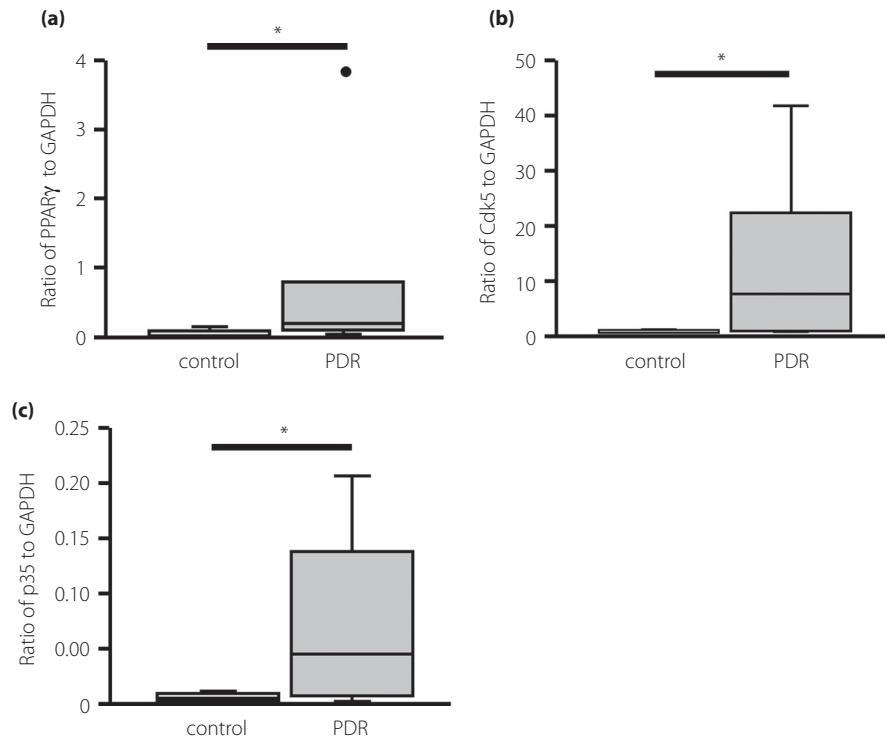 (a)
*
Ratio of PPARγ to GAPDH
4
3
2
1
0
control PDR
(b)
*
Ratio of Cdk5 to GAPDH
50
40
30
20
10
0
control PDR
(c)
*
Ratio of p35 to GAPDH
0.25
0.20
0.15
0.10
0.00
0
control PDR